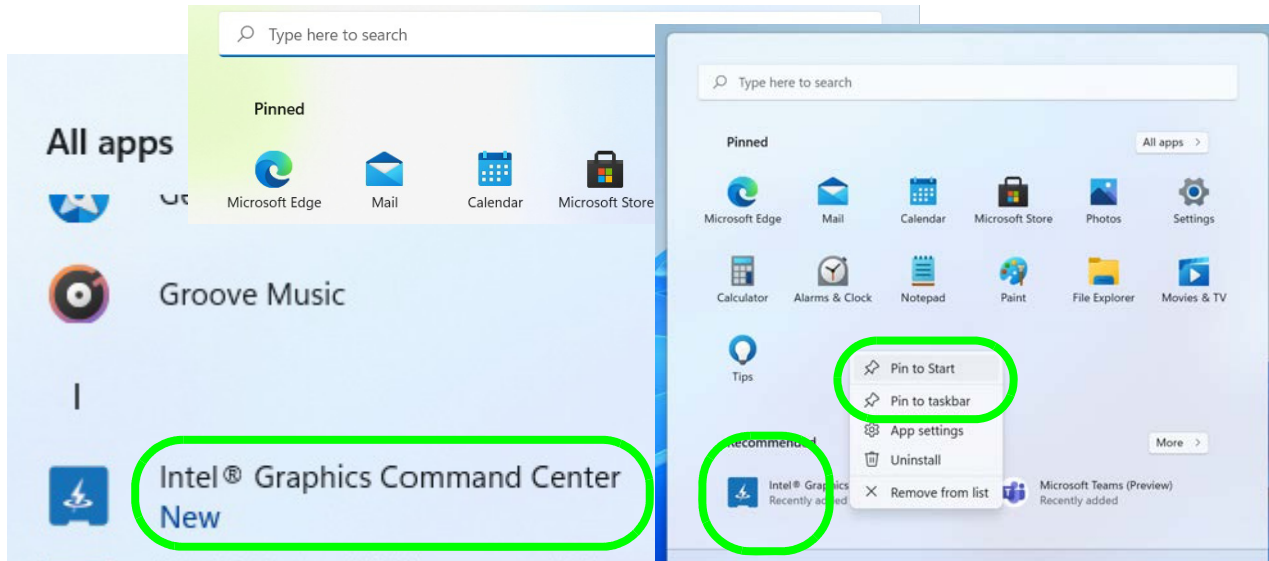 Type here to search
Pinned
Microsoft Edge Mail Calendar Microsoft Store
All apps
Groove Music
I
Intel® Graphics Command Center
New
Type here to search
Pinned All apps >
Microsoft Edge Mail Calendar Microsoft Store Photos Settings
Calculator Alarms & Clock Notepad Paint File Explorer Movies & TV
Tips
Pin to Start
Pin to taskbar
App settings
Uninstall
Remove from list
Recommended More >
Intel® Graphics
Recently added
Microsoft Teams (Preview)
Recently added